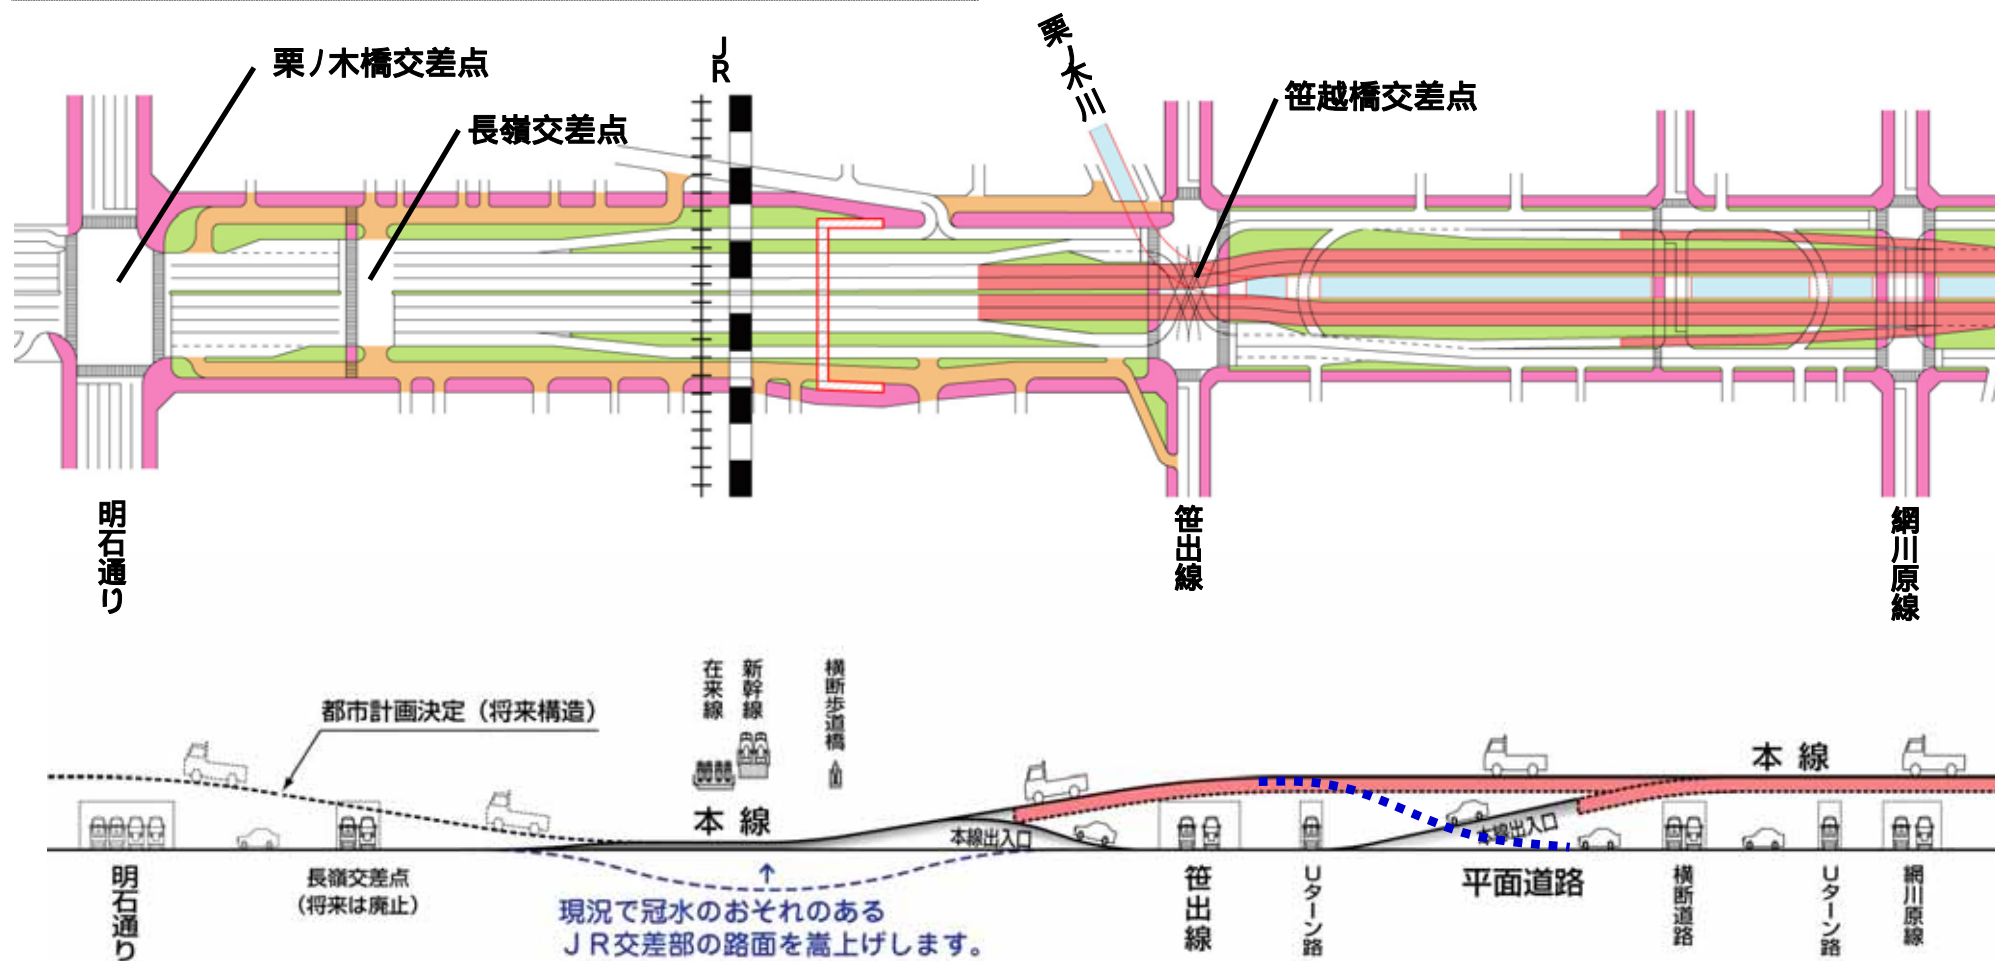 栗ノ木橋交差点
長嶺交差点
JR
栗ノ木川
笹越橋交差点
明石通り
笹出線
網川原線
都市計画決定（将来構造）
在来線
新幹線
横断歩道橋
本線
本線
本線出入口
本線出入口
明石通り
長嶺交差点
（将来は廃止）
現況で冠水のおそれのある
ＪＲ交差部の路面を嵩上げします。
笹出線
Uターン路
平面道路
横断道路
Uターン路
網川原線